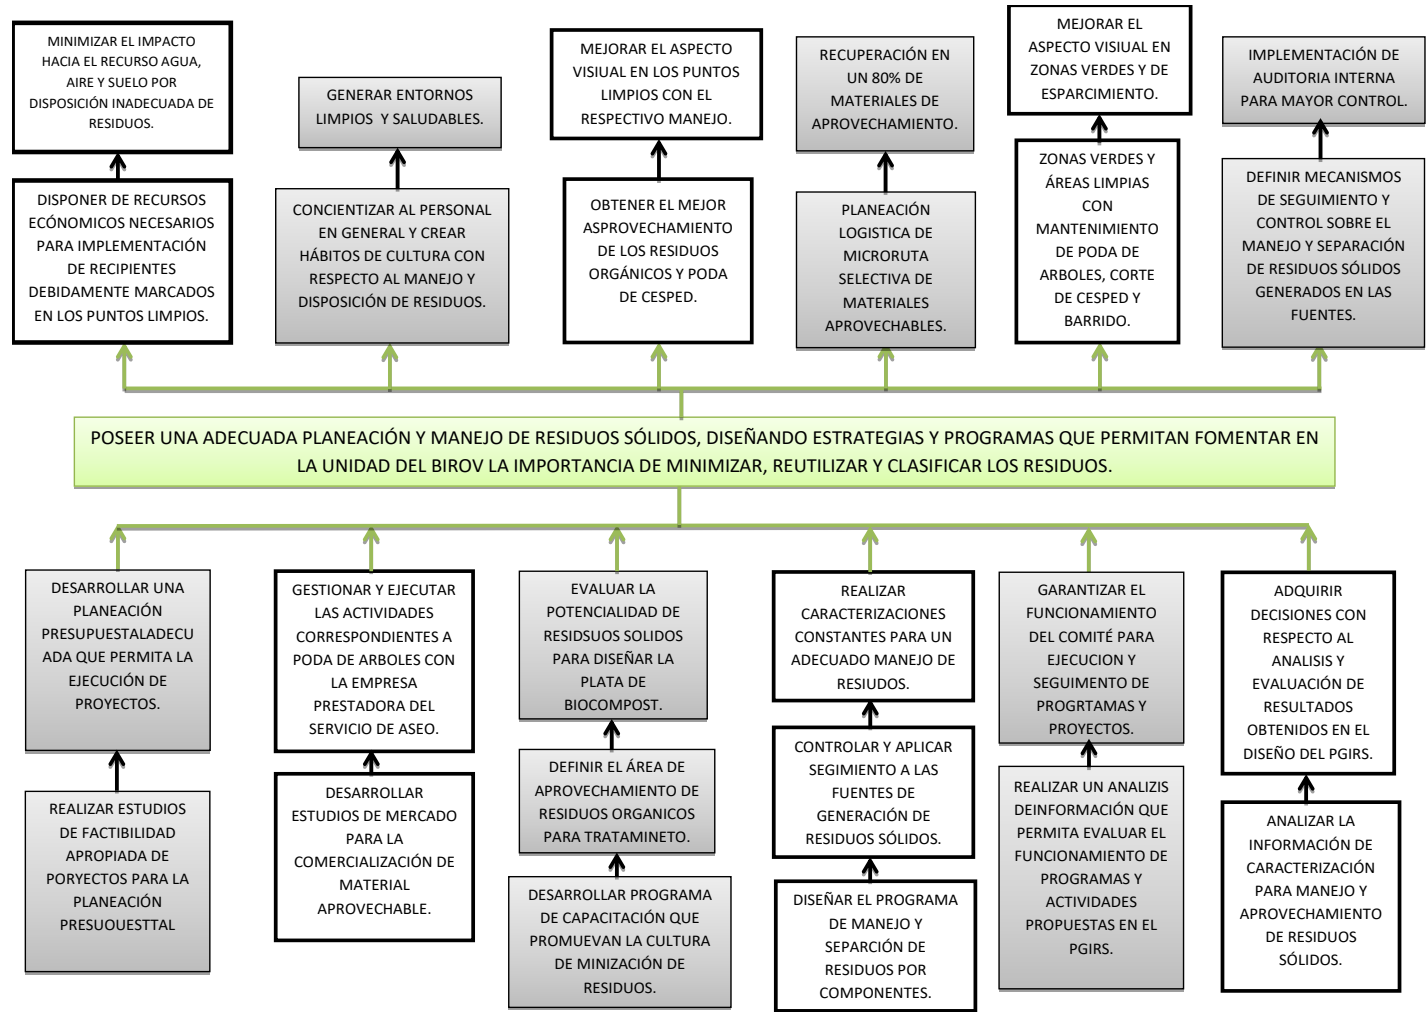 MINIMIZAR EL IMPACTO
HACIA EL RECURSO AGUA,
AIRE Y SUELO POR
DISPOSICIÓN INADECUADA DE
RESIDUOS.
DISPONER DE RECURSOS
ECÓNOMICOS NECESARIOS
PARA IMPLEMENTACIÓN
DE RECIPIENTES
DEBIDAMENTE MARCADOS
EN LOS PUNTOS LIMPIOS.
GENERAR ENTORNOS
LIMPIOS Y SALUDABLES.
CONCIENTIZAR AL PERSONAL
EN GENERAL Y CREAR
HÁBITOS DE CULTURA CON
RESPECTO AL MANEJO Y
DISPOSICIÓN DE RESIDUOS.
MEJORAR EL ASPECTO
VISIUAL EN LOS PUNTOS
LIMPIOS CON EL
RESPECTIVO MANEJO.
OBTENER EL MEJOR
ASPROVECHAMIENTO
DE LOS RESIDUOS
ORGÁNICOS Y PODA
DE CESPED.
RECUPERACIÓN EN
UN 80% DE
MATERIALES DE
APROVECHAMIENTO.
PLANEACIÓN
LOGISTICA DE
MICRORUTA
SELECTIVA DE
MATERIALES
APROVECHABLES.
MEJORAR EL
ASPECTO VISIUAL EN
ZONAS VERDES Y DE
ESPARCIMIENTO.
ZONAS VERDES Y
ÁREAS LIMPIAS
CON
MANTENIMIENTO
DE PODA DE
ARBOLES, CORTE
DE CESPED Y
BARRIDO.
IMPLEMENTACIÓN DE
AUDITORIA INTERNA
PARA MAYOR CONTROL.
DEFINIR MECANISMOS
DE SEGUIMIENTO Y
CONTROL SOBRE EL
MANEJO Y SEPARACIÓN
DE RESIDUOS SÓLIDOS
GENERADOS EN LAS
FUENTES.
POSEER UNA ADECUADA PLANEACIÓN Y MANEJO DE RESIDUOS SÓLIDOS, DISEÑANDO ESTRATEGIAS Y PROGRAMAS QUE PERMITAN FOMENTAR EN
LA UNIDAD DEL BIROV LA IMPORTANCIA DE MINIMIZAR, REUTILIZAR Y CLASIFICAR LOS RESIDUOS.
DESARROLLAR UNA
PLANEACIÓN
PRESUPUESTALADECU
ADA QUE PERMITA LA
EJECUCIÓN DE
PROYECTOS.
REALIZAR ESTUDIOS
DE FACTIBILIDAD
APROPIADA DE
PORYECTOS PARA LA
PLANEACIÓN
PRESUOUESTTAL
GESTIONAR Y EJECUTAR
LAS ACTIVIDADES
CORRESPONDIENTES A
PODA DE ARBOLES CON
LA EMPRESA
PRESTADORA DEL
SERVICIO DE ASEO.
DESARROLLAR
ESTUDIOS DE MERCADO
PARA LA
COMERCIALIZACIÓN DE
MATERIAL
APROVECHABLE.
EVALUAR LA
POTENCIALIDAD DE
RESIDSUOS SOLIDOS
PARA DISEÑAR LA
PLATA DE
BIOCOMPOST.
DEFINIR EL ÁREA DE
APROVECHAMIENTO DE
RESIDUOS ORGANICOS
PARA TRATAMINETO.
DESARROLLAR PROGRAMA
DE CAPACITACIÓN QUE
PROMUEVAN LA CULTURA
DE MINIZACIÓN DE
RESIDUOS.
REALIZAR
CARACTERIZACIONES
CONSTANTES PARA UN
ADECUADO MANEJO DE
RESIUDOS.
CONTROLAR Y APLICAR
SEGIMIENTO A LAS
FUENTES DE
GENERACIÓN DE
RESIDUOS SÓLIDOS.
DISEÑAR EL PROGRAMA
DE MANEJO Y
SEPARCIÓN DE
RESIDUOS POR
COMPONENTES.
GARANTIZAR EL
FUNCIONAMIENTO
DEL COMITÉ PARA
EJECUCION Y
SEGUIMENTO DE
PROGRTAMAS Y
PROYECTOS.
REALIZAR UN ANALIZIS
DEINFORMACIÓN QUE
PERMITA EVALUAR EL
FUNCIONAMIENTO DE
PROGRAMAS Y
ACTIVIDADES
PROPUESTAS EN EL
PGIRS.
ADQUIRIR
DECISIONES CON
RESPECTO AL
ANALISIS Y
EVALUACIÓN DE
RESULTADOS
OBTENIDOS EN EL
DISEÑO DEL PGIRS.
ANALIZAR LA
INFORMACIÓN DE
CARACTERIZACIÓN
PARA MANEJO Y
APROVECHAMIENTO
DE RESIDUOS
SÓLIDOS.